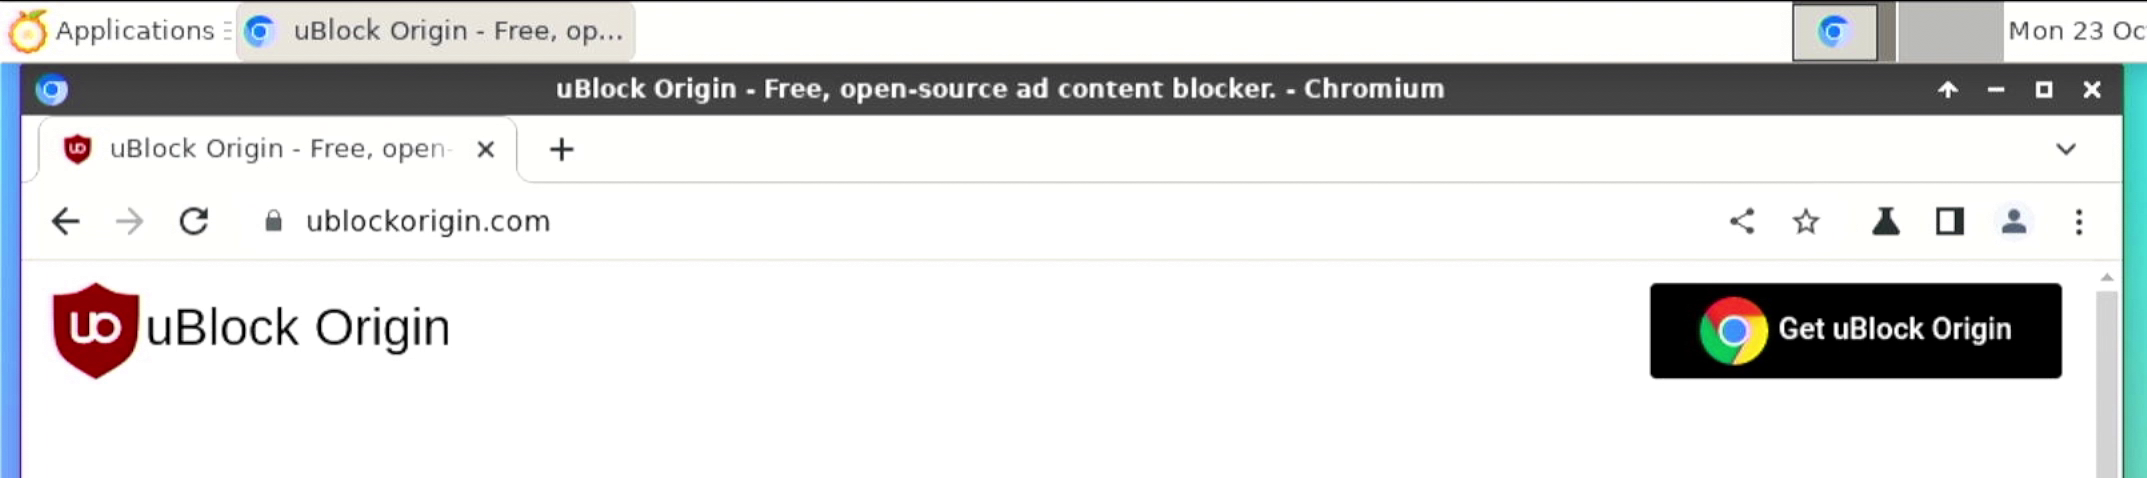 Applications
uBlock Origin - Free, op...
Mon 23 Oc
uBlock Origin - Free, open-source ad content blocker. - Chromium
uBlock Origin - Free, open-
ublockorigin.com
uo
uBlock Origin
Get uBlock Origin